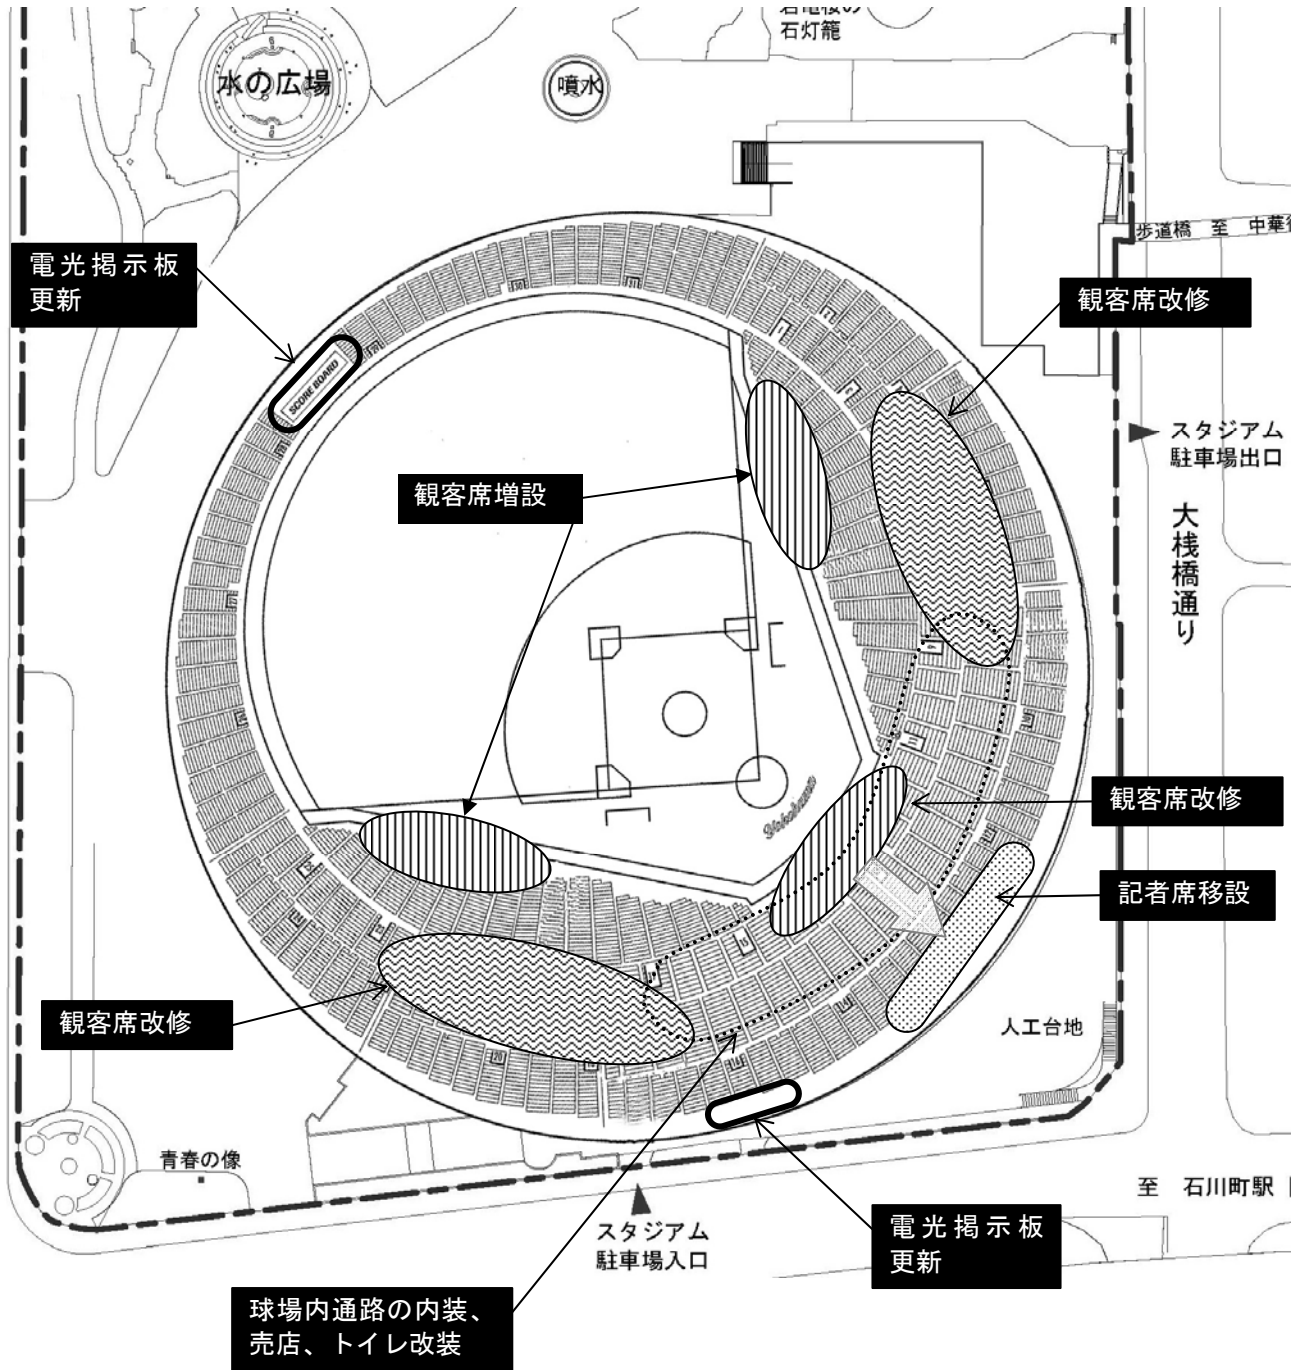 石灯籠
水の広場
噴水
歩道橋 至 中華街
電光掲示板
更新
観客席改修
SCORE BOARD
スタジアム
駐車場出口
観客席増設
大桟橋通り
Yokohama
観客席改修
記者席移設
観客席改修
人工台地
青春の像
至 石川町駅
スタジアム
駐車場入口
電光掲示板
更新
球場内通路の内装、
売店、トイレ改装